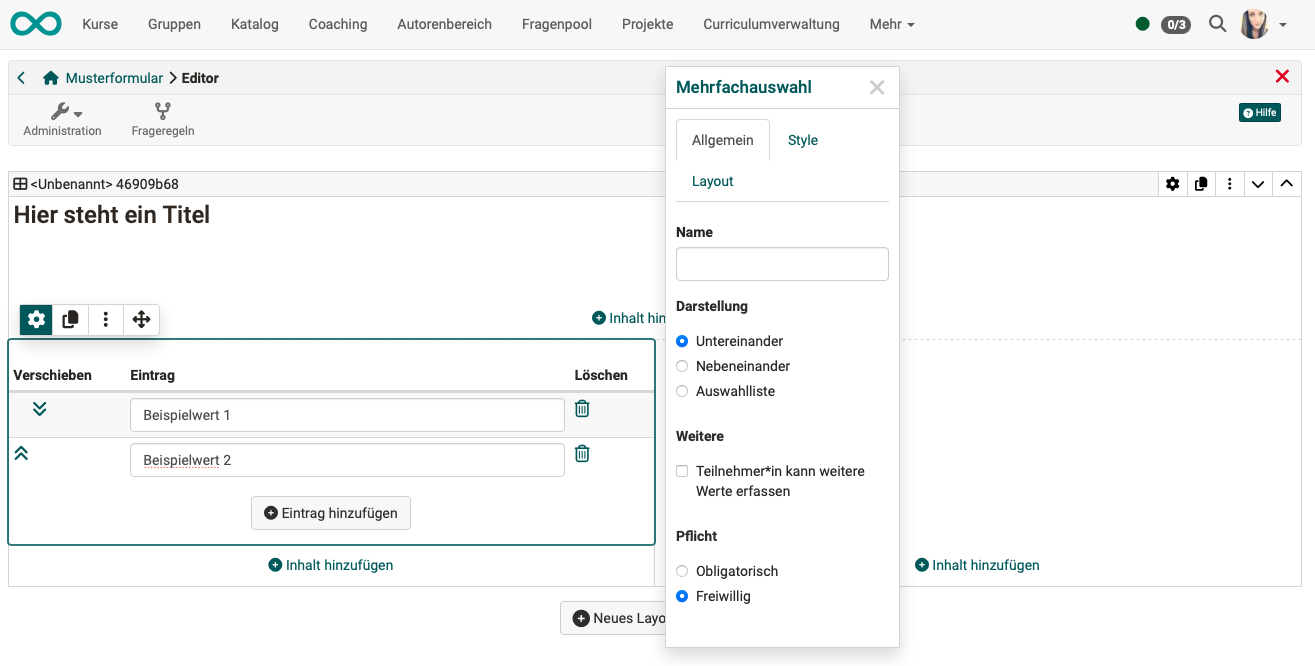 Kurse Gruppen Katalog Coaching Autorenbereich Fragenpool Projekte Curriculumverwaltung Mehr 0/3
Musterformular Editor
Administration Frageregeln
Hilfe
<Unbenannt> 46909b68
Hier steht ein Titel
Inhalt hin
Verschieben Eintrag Löschen
Beispielwert 1
Beispielwert 2
Eintrag hinzufügen
Inhalt hinzufügen
Inhalt hinzufügen
Neues Layo
Mehrfachauswahl
Allgemein Style
Layout
Name
Darstellung
Untereinander
Nebeneinander
Auswahlliste
Weitere
Teilnehmer*in kann weitere
Werte erfassen
Pflicht
Obligatorisch
Freiwillig